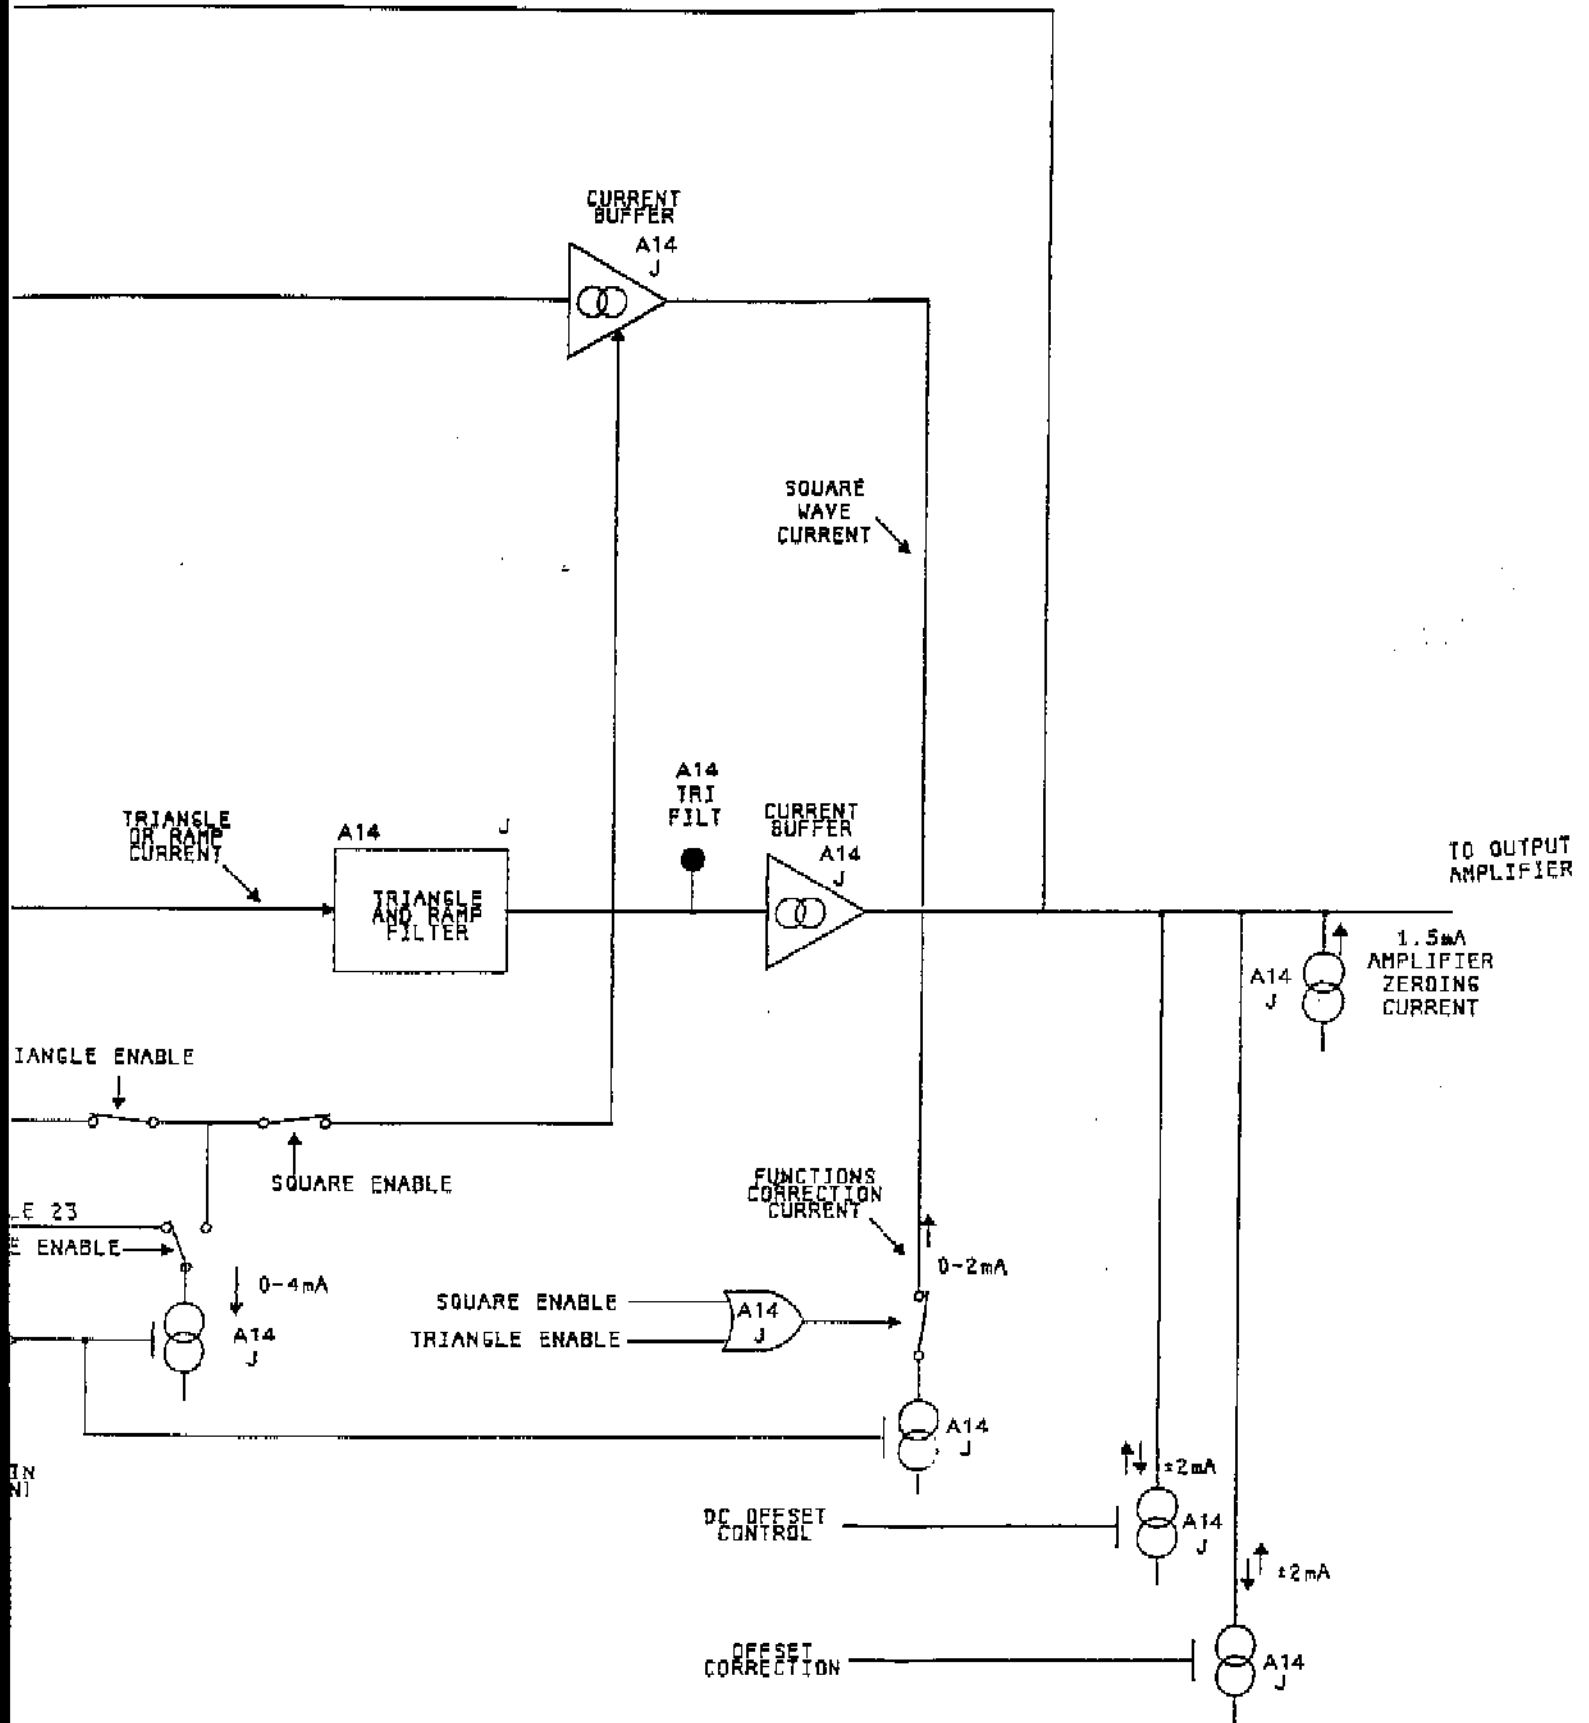 CURRENT
BUFFER
A14
J
SQUARE
WAVE
CURRENT
A14
TRI
FILT
CURRENT
BUFFER
A14
J
TRIANGLE
OR RAMP
CURRENT
A14
J
TRIANGLE
AND RAMP
FILTER
TO OUTPUT
AMPLIFIER
1.5mA
AMPLIFIER
ZEROING
CURRENT
A14
J
IANGLE ENABLE
SQUARE ENABLE
FUNCTIONS
CORRECTION
CURRENT
LE 23
E ENABLE
0-4mA
A14
J
0-2mA
SQUARE ENABLE
TRIANGLE ENABLE
A14
J
A14
J
IN
N)
±2mA
DC OFFSET
CONTROL
A14
J
±2mA
OFFSET
CORRECTION
A14
J